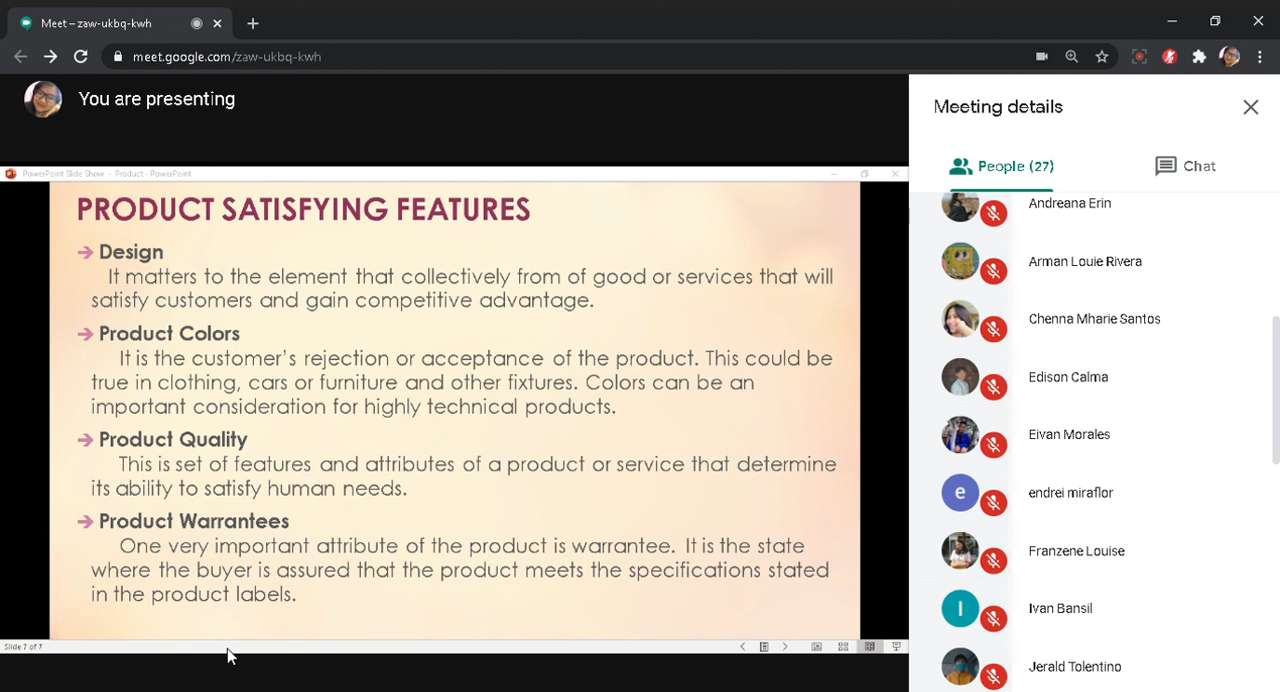 Meet – zaw-ukbq-kwh
meet.google.com/zaw-ukbq-kwh
You are presenting
PowerPoint Slide Show - Product - PowerPoint
PRODUCT SATISFYING FEATURES
Design
It matters to the element that collectively from of good or services that will
satisfy customers and gain competitive advantage.
Product Colors
It is the customer's rejection or acceptance of the product. This could be
true in clothing, cars or furniture and other fixtures. Colors can be an
important consideration for highly technical products.
Product Quality
This is set of features and attributes of a product or service that determine
its ability to satisfy human needs.
Product Warrantees
One very important attribute of the product is warrantee. It is the state
where the buyer is assured that the product meets the specifications stated
in the product labels.
Slide 7 of 7
Meeting details
People (27)
Chat
Andreana Erin
Arman Louie Rivera
Chenna Mharie Santos
Edison Calma
Eivan Morales
e
endrei miraflor
Franzene Louise
I
Ivan Bansil
Jerald Tolentino